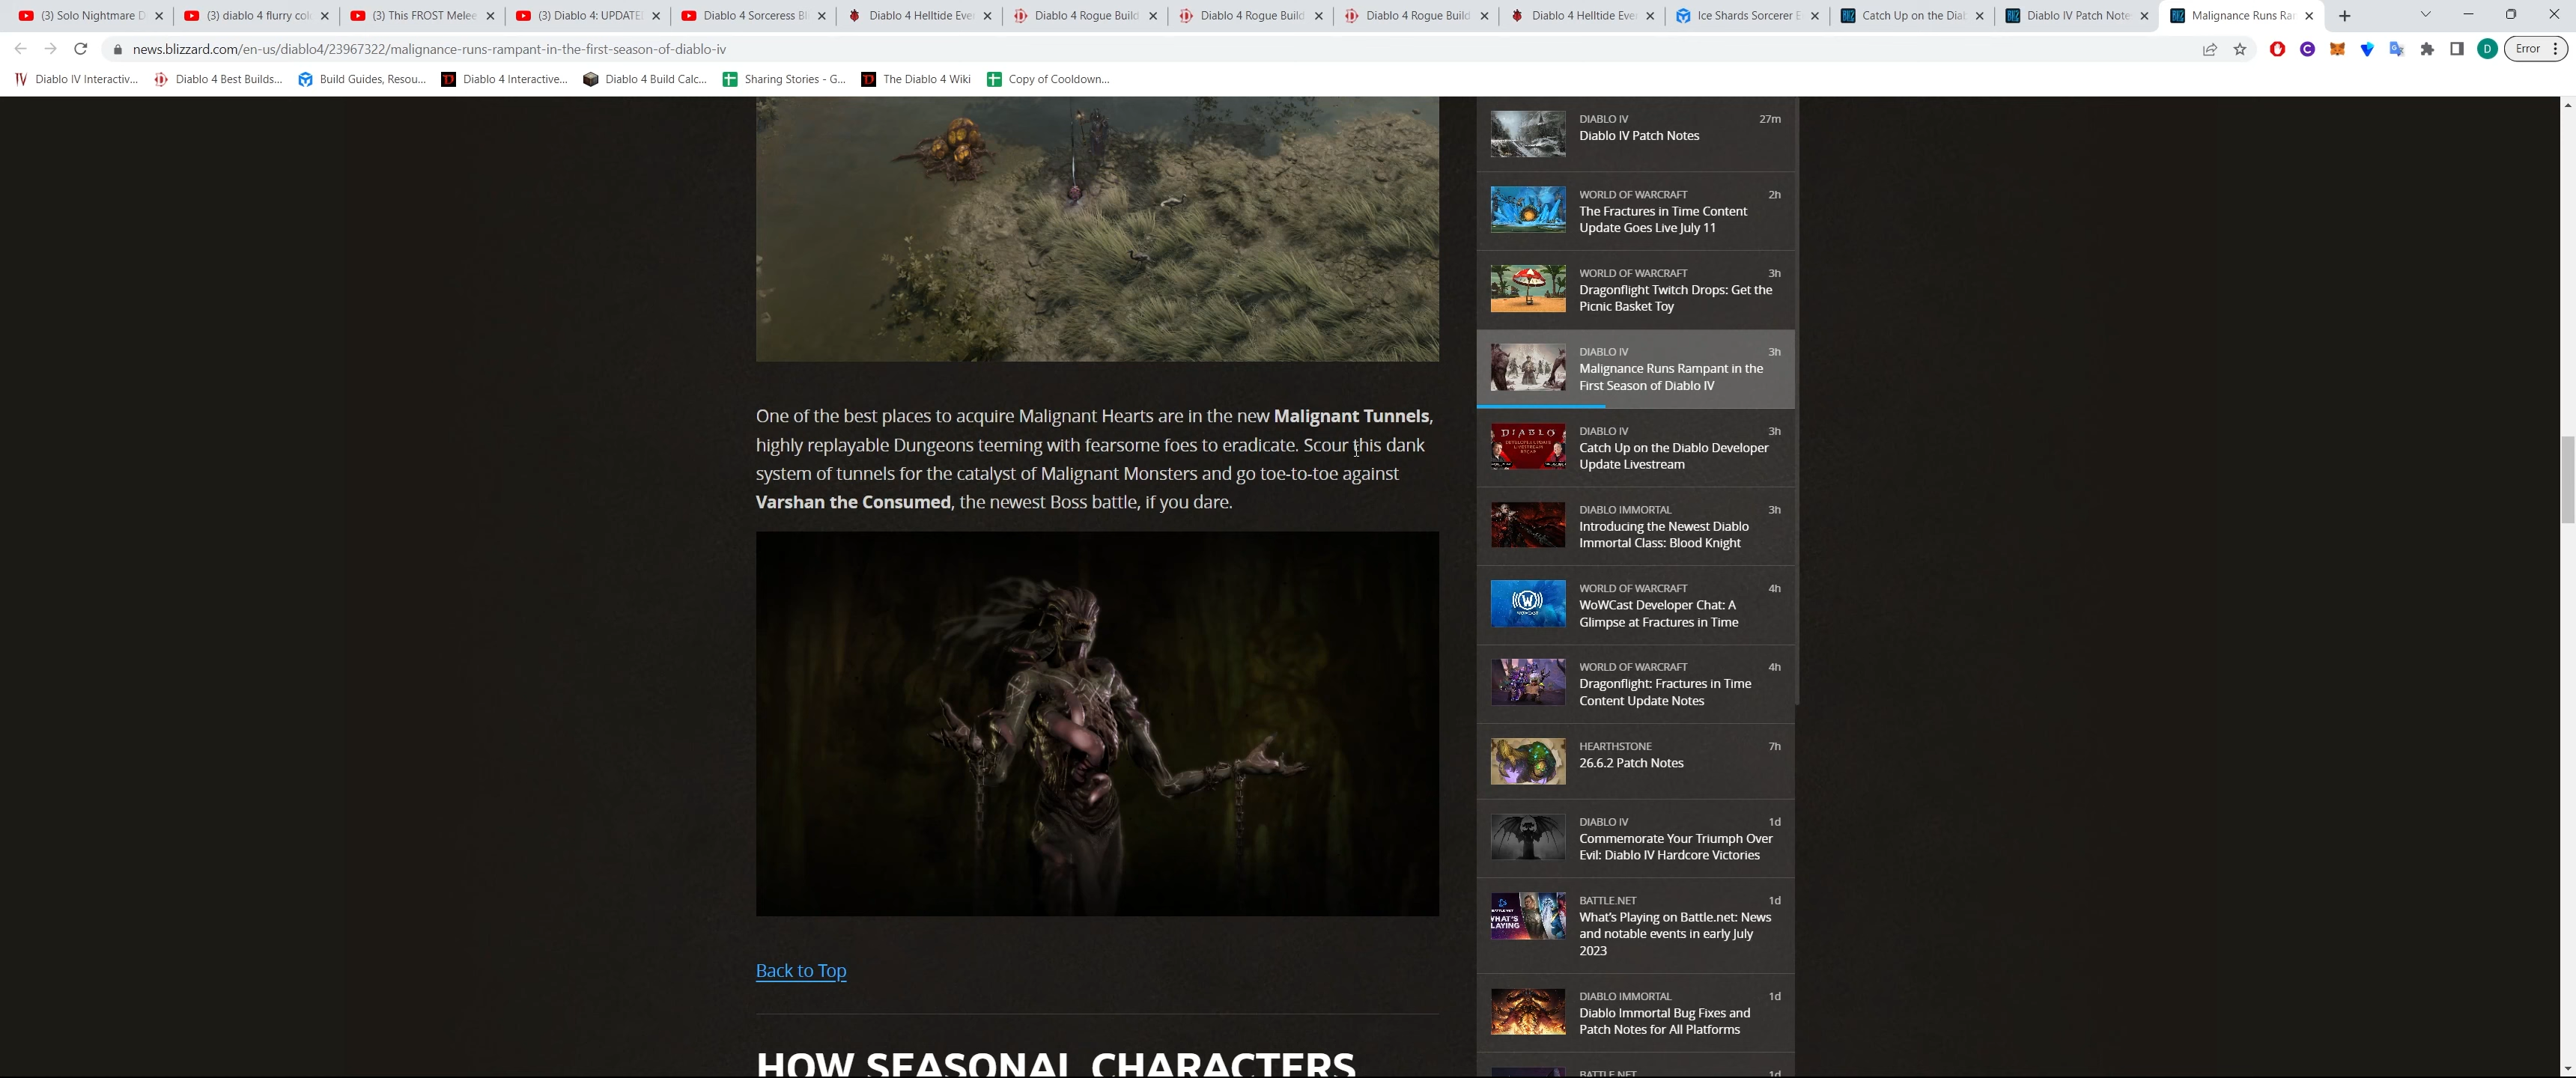 (3) Solo Nightmare D
(3) diablo 4 flurry col
(3) This FROST Melee
(3) Diablo 4: UPDATE
Diablo 4 Sorceress Bl
Diablo 4 Helltide Eve
Diablo 4 Rogue Build
Diablo 4 Rogue Build
Diablo 4 Rogue Build
Diablo 4 Helltide Eve
Ice Shards Sorcerer E
Catch Up on the Dia
Diablo IV Patch Note
Malignance Runs Ra
news.blizzard.com/en-us/diablo4/23967322/malignance-runs-rampant-in-the-first-season-of-diablo-iv
D
Error
Diablo IV Interactiv...
Diablo 4 Best Builds...
Build Guides, Resou...
Diablo 4 Interactive...
Diablo 4 Build Calc...
Sharing Stories - G...
The Diablo 4 Wiki
Copy of Cooldown...
One of the best places to acquire Malignant Hearts are in the new Malignant Tunnels,
highly replayable Dungeons teeming with fearsome foes to eradicate. Scour this dank
system of tunnels for the catalyst of Malignant Monsters and go toe-to-toe against
Varshan the Consumed, the newest Boss battle, if you dare.
Back to Top
HOW SEASONAL CHARACTERS
DIABLO IV 27m
Diablo IV Patch Notes
WORLD OF WARCRAFT 2h
The Fractures in Time Content
Update Goes Live July 11
WORLD OF WARCRAFT 3h
Dragonflight Twitch Drops: Get the
Picnic Basket Toy
DIABLO IV 3h
Malignance Runs Rampant in the
First Season of Diablo IV
DIABLO
DIABLO IV 3h
Catch Up on the Diablo Developer
Update Livestream
DIABLO IMMORTAL 3h
Introducing the Newest Diablo
Immortal Class: Blood Knight
WOWCAST
WORLD OF WARCRAFT 4h
WoWCast Developer Chat: A
Glimpse at Fractures in Time
WORLD OF WARCRAFT 4h
Dragonflight: Fractures in Time
Content Update Notes
HEARTHSTONE 7h
26.6.2 Patch Notes
DIABLO IV 1d
Commemorate Your Triumph Over
Evil: Diablo IV Hardcore Victories
BATTLE.NET 1d
What's Playing on Battle.net: News
and notable events in early July
2023
DIABLO IMMORTAL 1d
Diablo Immortal Bug Fixes and
Patch Notes for All Platforms
BATTLE.NET 1d